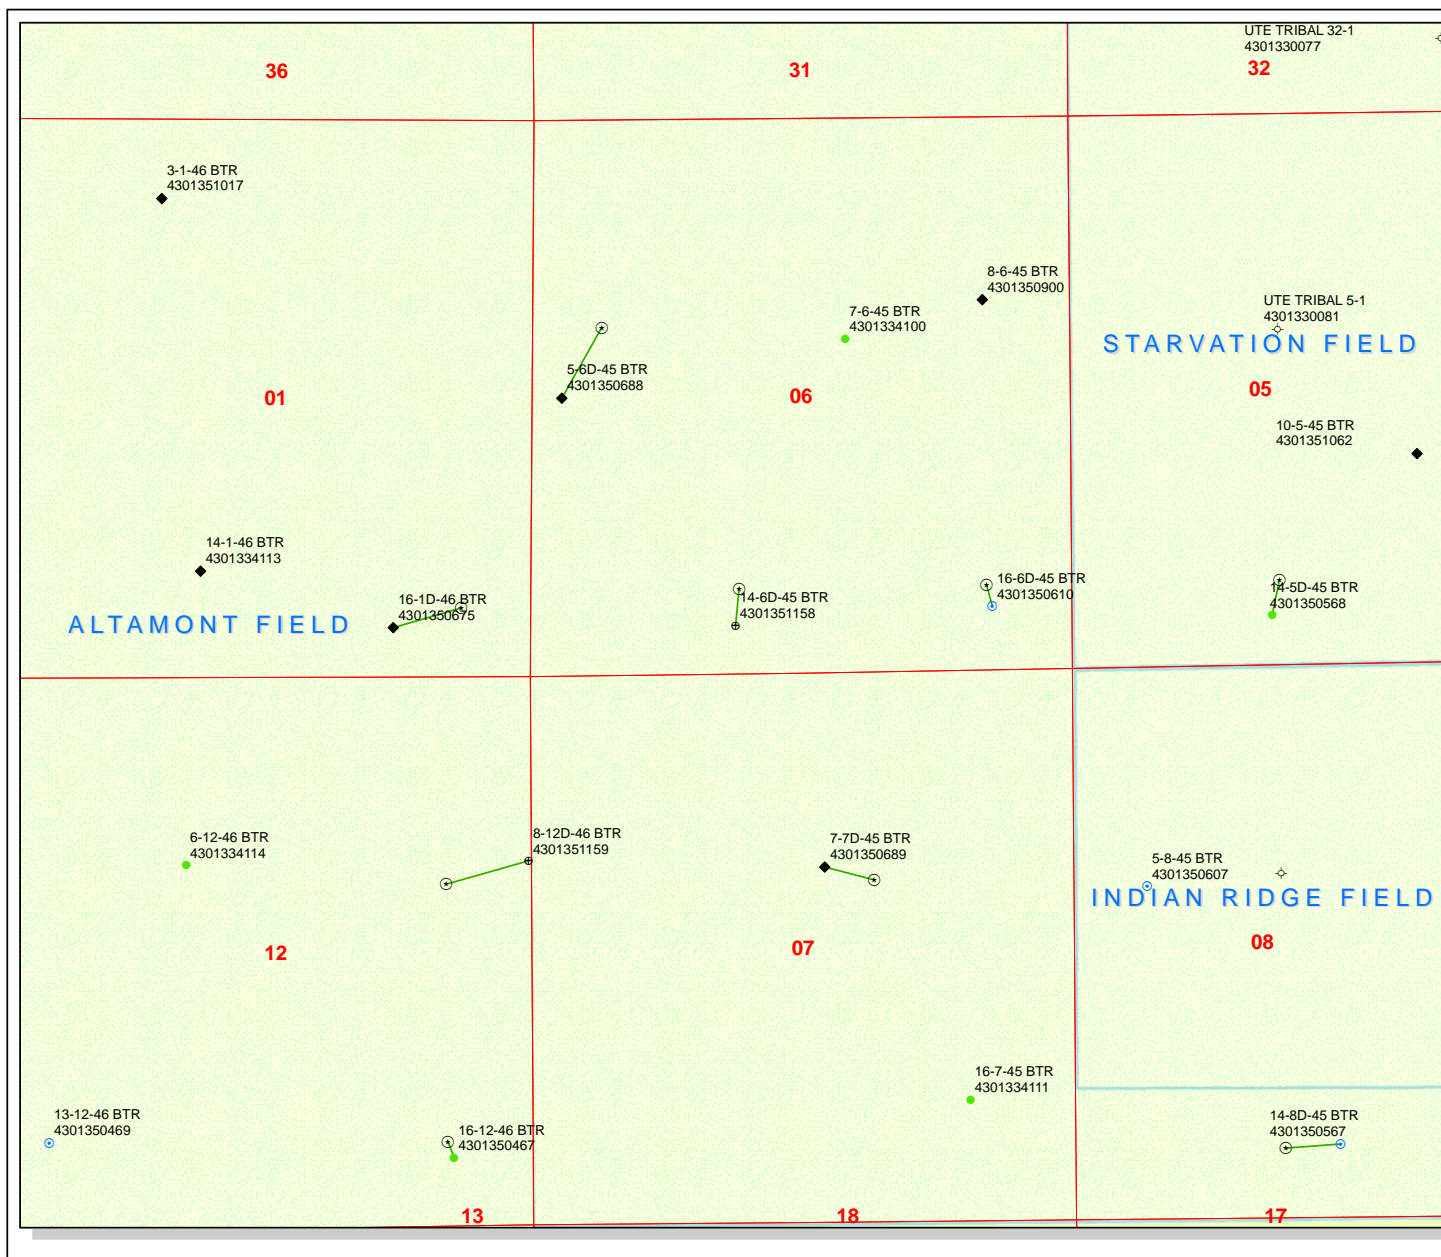 UTE TRIBAL 32-1
4301330077
36
31
32
3-1-46 BTR
4301351017
8-6-45 BTR
4301350900
7-6-45 BTR
4301334100
UTE TRIBAL 5-1
4301330081
STARVATION FIELD
5-6D-45 BTR
4301350688
01
06
05
10-5-45 BTR
4301351062
14-1-46 BTR
4301334113
16-1D-46 BTR
4301350675
14-6D-45 BTR
4301351158
16-6D-45 BTR
4301350610
14-5D-45 BTR
4301350568
ALTAMONT FIELD
6-12-46 BTR
4301334114
8-12D-46 BTR
4301351159
7-7D-45 BTR
4301350689
5-8-45 BTR
4301350607
INDIAN RIDGE FIELD
12
07
08
16-7-45 BTR
4301334111
13-12-46 BTR
4301350469
16-12-46 BTR
4301350467
14-8D-45 BTR
4301350567
13
18
17